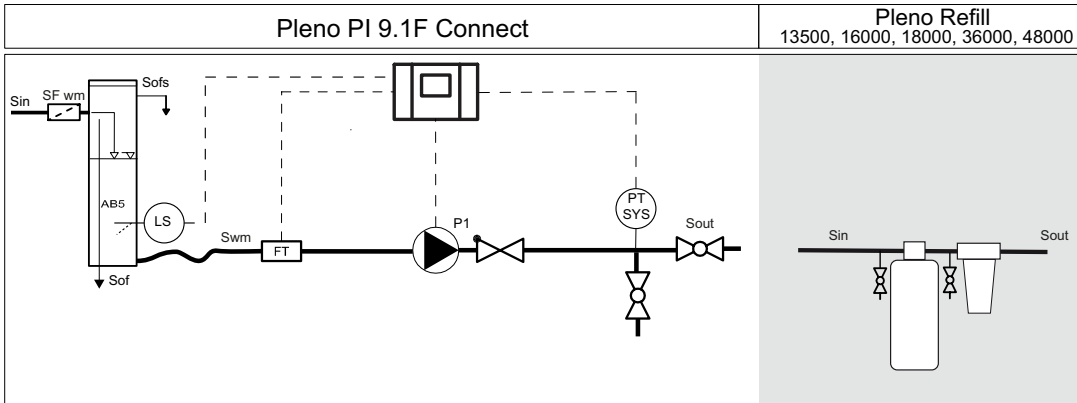 Pleno PI 9.1F Connect
Pleno Refill
13500, 16000, 18000, 36000, 48000
Sofs
SF wm
Sin
AB5
LS
PT
SYS
P1
Sout
Swm
FT
Sof
Sin
Sout